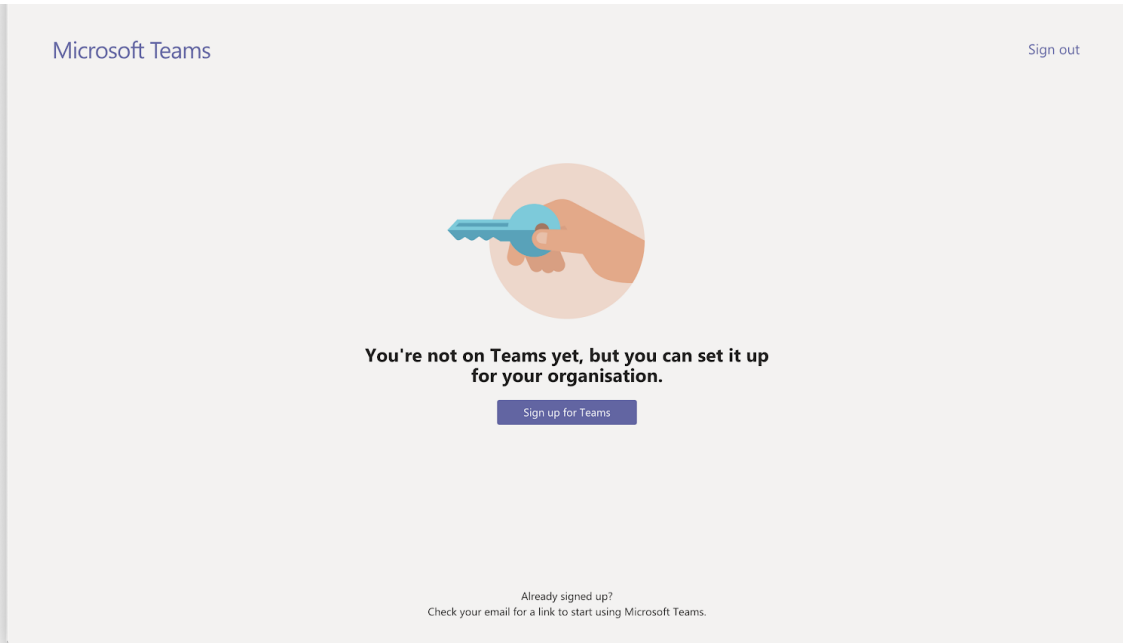 Microsoft Teams
Sign out
You're not on Teams yet, but you can set it up
for your organisation.
Sign up for Teams
Already signed up?
Check your email for a link to start using Microsoft Teams.